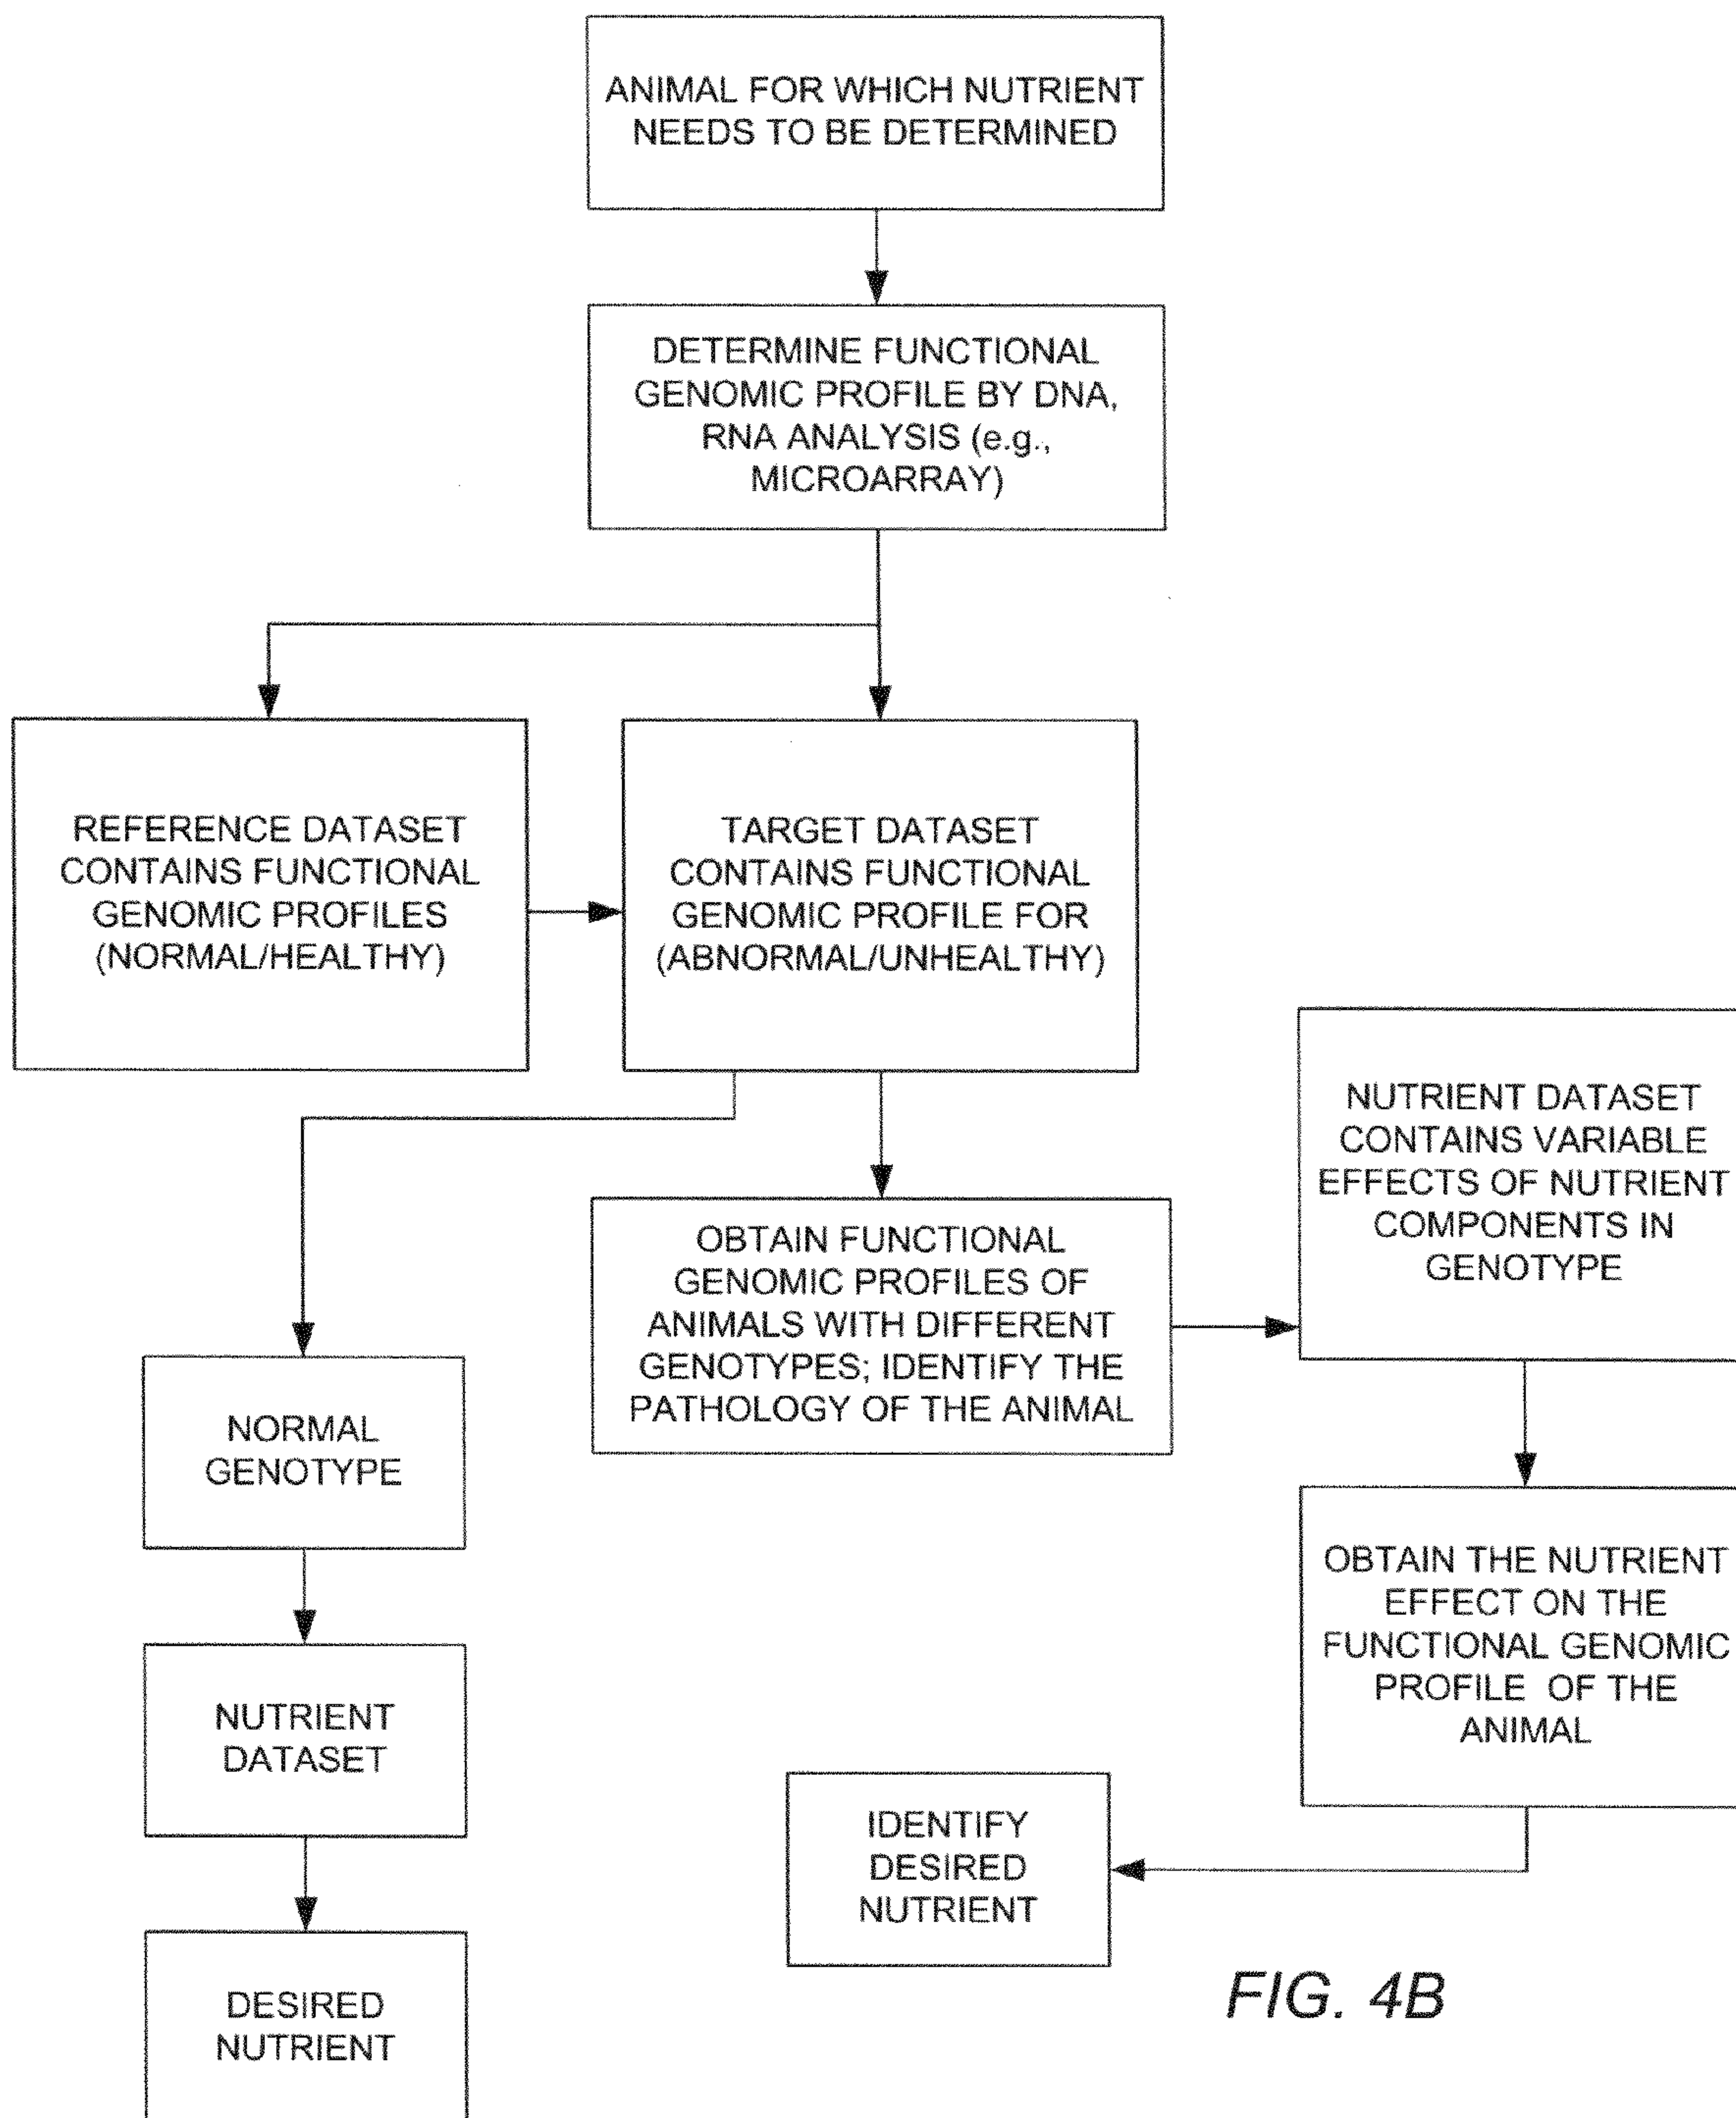 ANIMAL FOR WHICH NUTRIENT
NEEDS TO BE DETERMINED
DETERMINE FUNCTIONAL
GENOMIC PROFILE BY DNA,
RNA ANALYSIS (e.g.,
MICROARRAY)
REFERENCE DATASET
CONTAINS FUNCTIONAL
GENOMIC PROFILES
(NORMAL/HEALTHY)
TARGET DATASET
CONTAINS FUNCTIONAL
GENOMIC PROFILE FOR
(ABNORMAL/UNHEALTHY)
NUTRIENT DATASET
CONTAINS VARIABLE
EFFECTS OF NUTRIENT
COMPONENTS IN
GENOTYPE
OBTAIN FUNCTIONAL
GENOMIC PROFILES OF
ANIMALS WITH DIFFERENT
GENOTYPES; IDENTIFY THE
PATHOLOGY OF THE ANIMAL
NORMAL
GENOTYPE
OBTAIN THE NUTRIENT
EFFECT ON THE
FUNCTIONAL GENOMIC
PROFILE OF THE
ANIMAL
NUTRIENT
DATASET
IDENTIFY
DESIRED
NUTRIENT
DESIRED
NUTRIENT
FIG. 4B